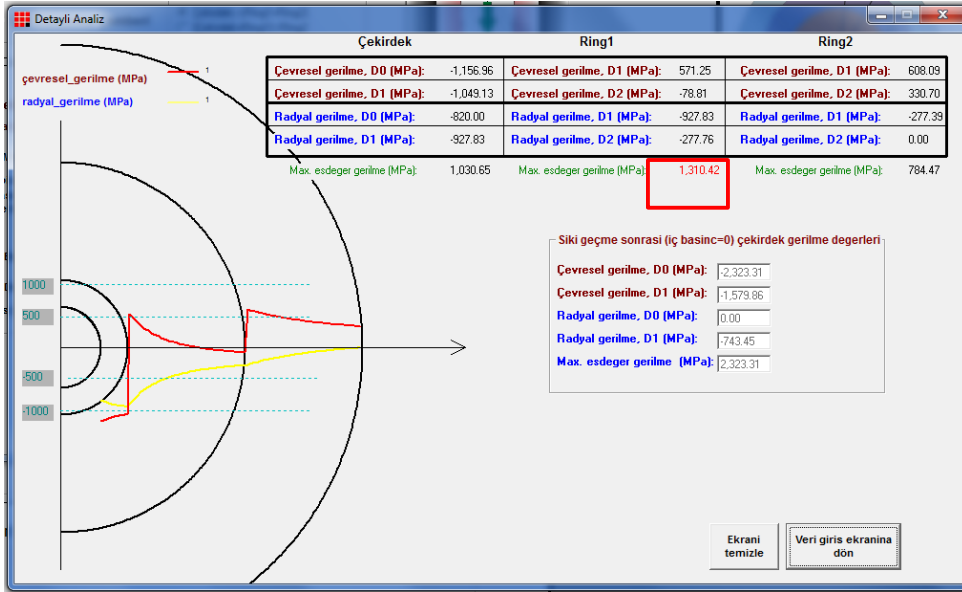 Detayli Analiz
Çekirdek Ring1 Ring2
çevresel_gerilme (MPa) 1
radyal_gerilme (MPa) 1
Çevresel gerilme, D0 (MPa): -1,156.96 Çevresel gerilme, D1 (MPa): 571.25 Çevresel gerilme, D1 (MPa): 608.09
Çevresel gerilme, D1 (MPa): -1,049.13 Çevresel gerilme, D2 (MPa): -78.81 Çevresel gerilme, D2 (MPa): 330.70
Radyal gerilme, D0 (MPa): -820.00 Radyal gerilme, D1 (MPa): -927.83 Radyal gerilme, D1 (MPa): -277.39
Radyal gerilme, D1 (MPa): -927.83 Radyal gerilme, D2 (MPa): -277.76 Radyal gerilme, D2 (MPa): 0.00
Max. esdeger gerilme (MPa): 1,030.65 Max. esdeger gerilme (MPa): 1,310.42 Max. esdeger gerilme (MPa): 784.47
Siki geçme sonrasi (iç basinc=0) çekirdek gerilme degerleri
Çevresel gerilme, D0 (MPa): -2,323.31
Çevresel gerilme, D1 (MPa): -1,579.86
Radyal gerilme, D0 (MPa): 0.00
Radyal gerilme, D1 (MPa): -743.45
Max. esdeger gerilme (MPa): 2,323.31
1000
500
-500
-1000
Ekrani
temizle
Veri giris ekranina
dön